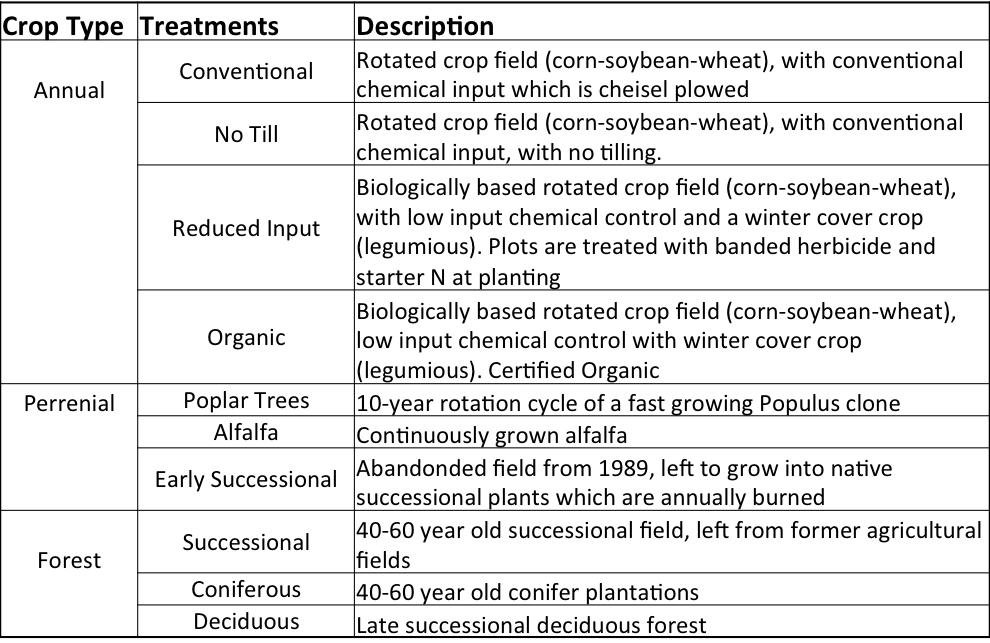 Crop Type Treatments Description
Annual
Conventional
Rotated crop field (corn-soybean-wheat), with conventional
chemical input which is cheisel plowed
No Till
Rotated crop field (corn-soybean-wheat), with conventional
chemical input, with no tilling.
Reduced Input
Biologically based rotated crop field (corn-soybean-wheat),
with low input chemical control and a winter cover crop
(legumious). Plots are treated with banded herbicide and
starter N at planting
Organic
Biologically based rotated crop field (corn-soybean-wheat),
low input chemical control with winter cover crop
(legumious). Certified Organic
Perrenial
Poplar Trees
10-year rotation cycle of a fast growing Populus clone
Alfalfa
Continuously grown alfalfa
Early Successional
Abandonded field from 1989, left to grow into native
successional plants which are annually burned
Forest
Successional
40-60 year old successional field, left from former agricultural
fields
Coniferous
40-60 year old conifer plantations
Deciduous
Late successional deciduous forest